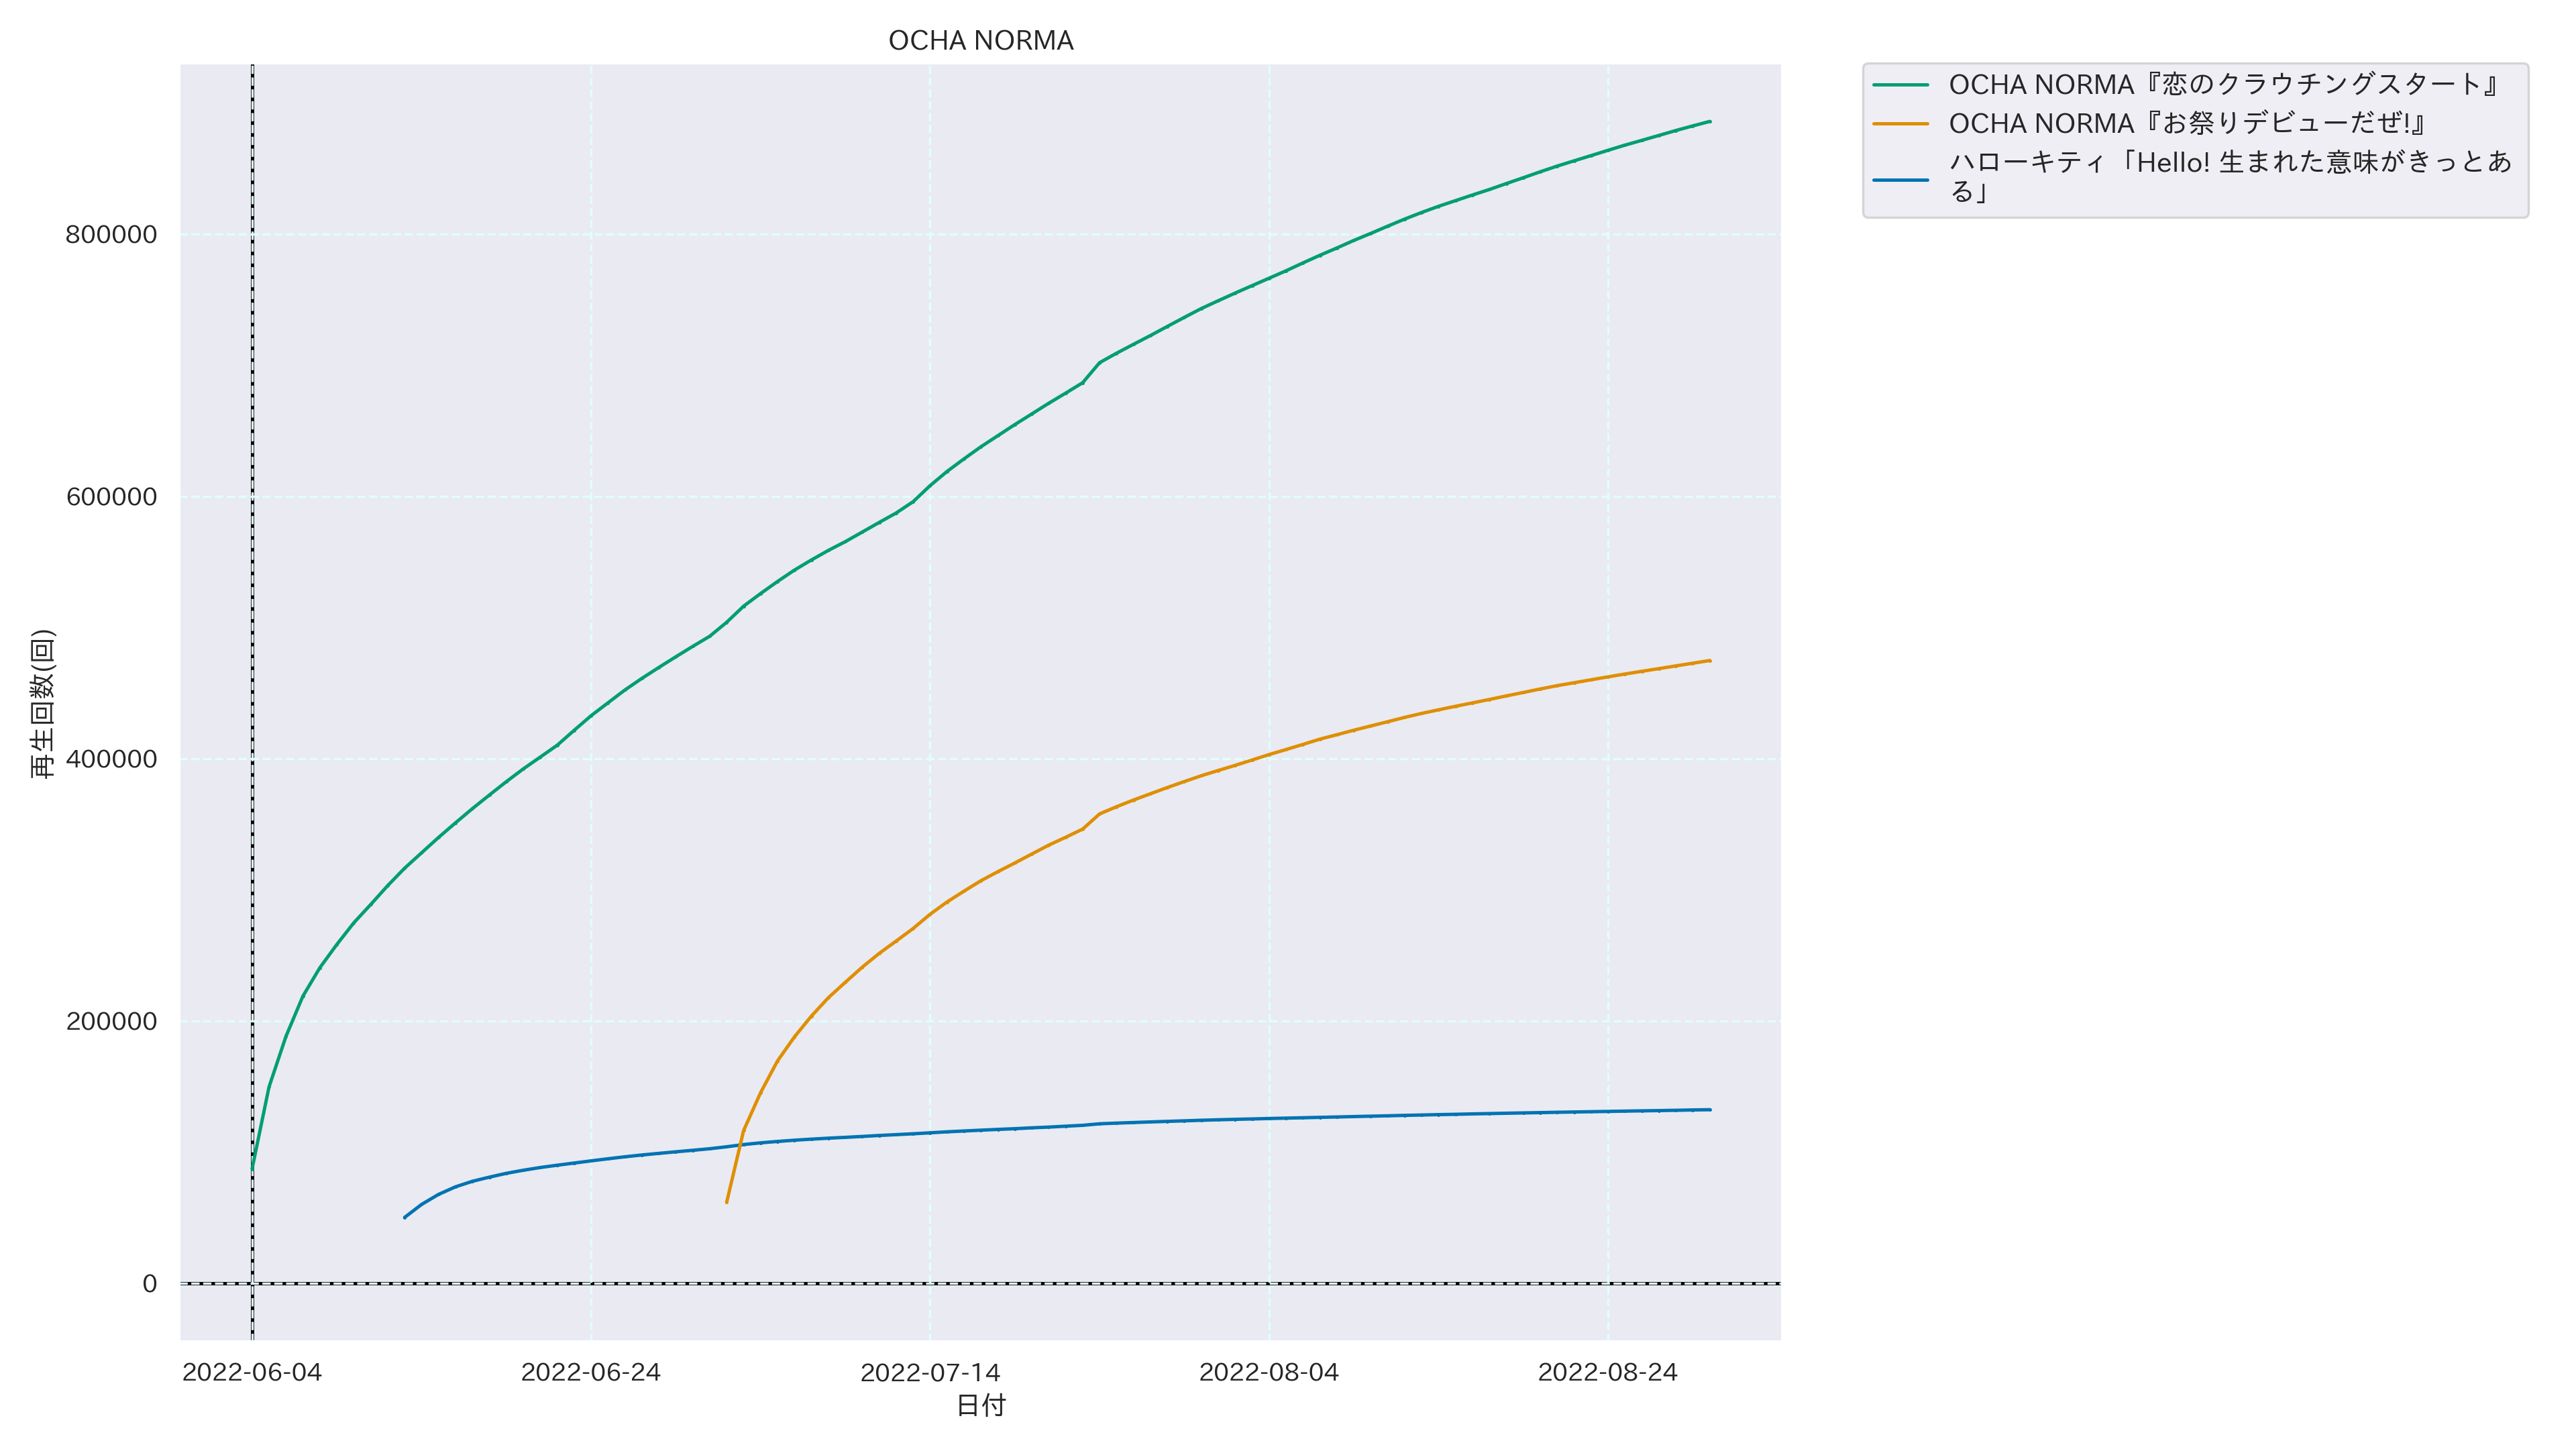 OCHA NORMA
OCHA NORMA『恋のクラウチングスタート』
OCHA NORMA『お祭りデビューだぜ!』
ハローキティ「Hello! 生まれた意味がきっとあ
る」
再生回数(回)
800000
600000
400000
200000
0
2022-06-04
2022-06-24
2022-07-14
2022-08-04
2022-08-24
日付